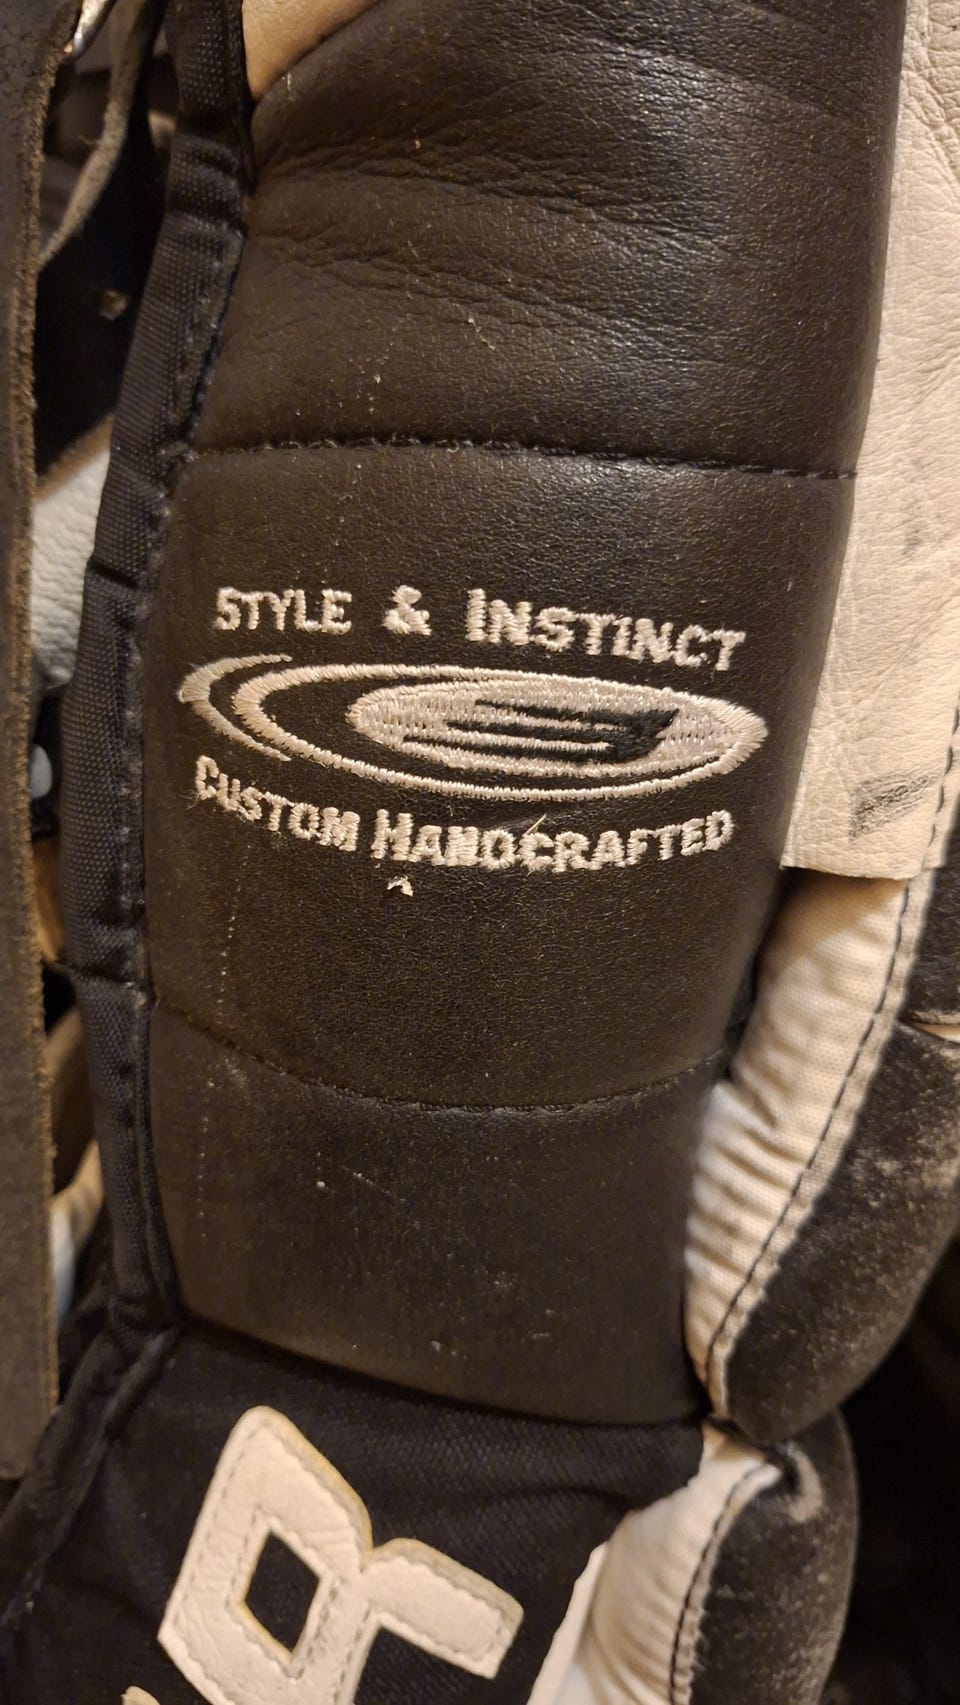 STYLE & INSTINCT
CUSTOM HANDCRAFTED
R